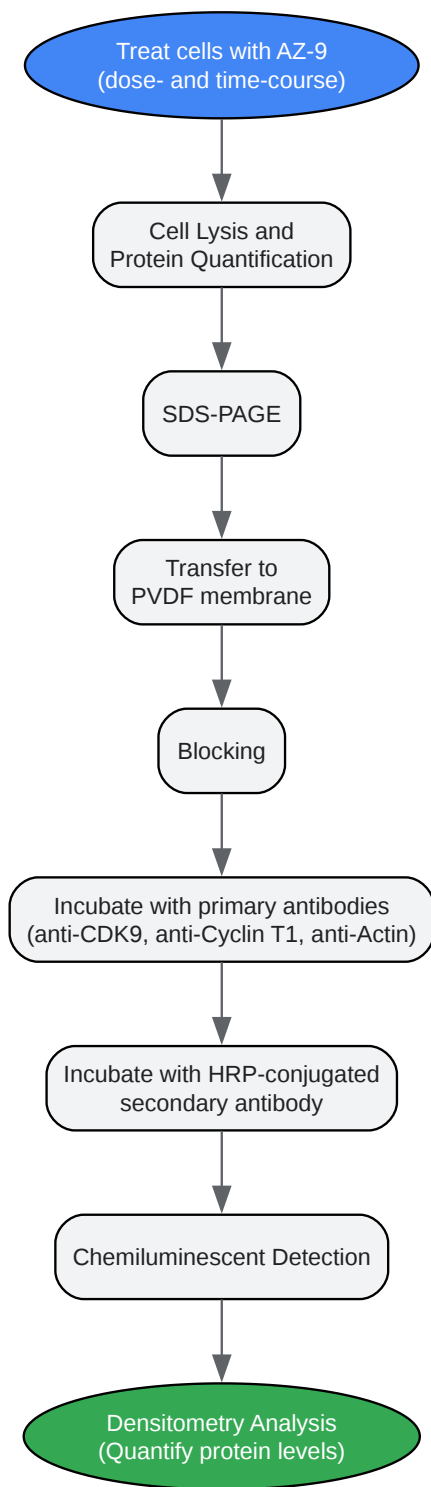 Treat cells with AZ-9
(dose- and time-course)
Cell Lysis and
Protein Quantification
SDS-PAGE
Transfer to
PVDF membrane
Blocking
Incubate with primary antibodies
(anti-CDK9, anti-Cyclin T1, anti-Actin)
Incubate with HRP-conjugated
secondary antibody
Chemiluminescent Detection
Densitometry Analysis
(Quantify protein levels)